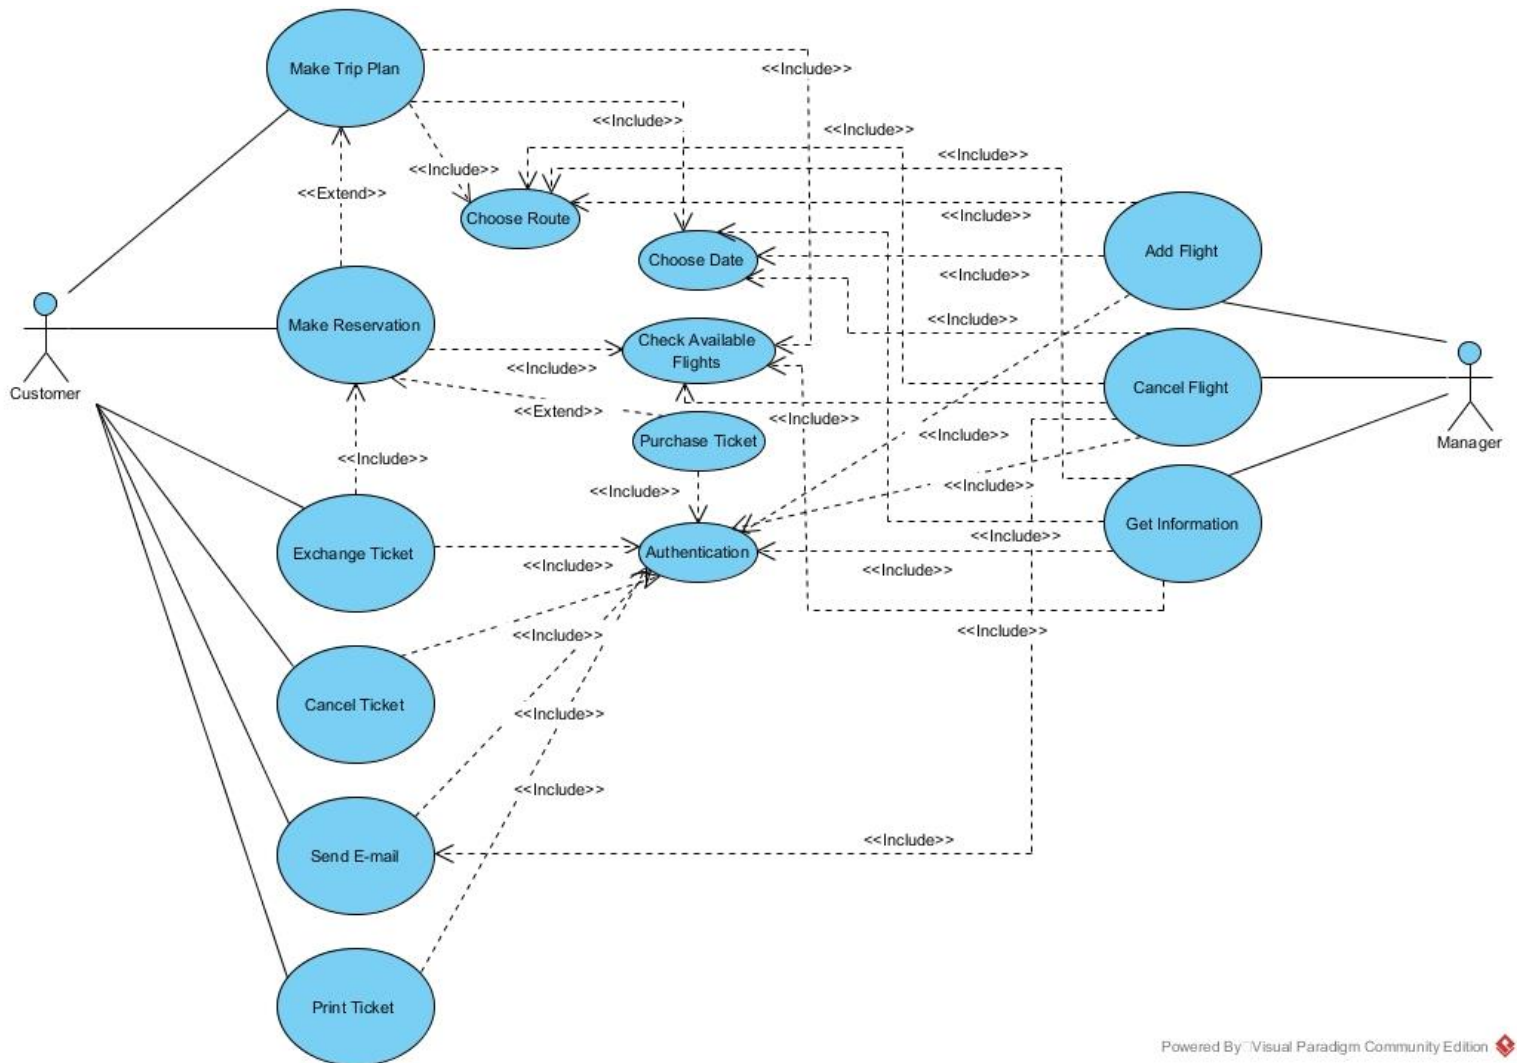 Make Trip Plan
<<Include>>
<<Include>>
<<Include>>
<<Include>>
<<Include>>
<<Extend>>
Choose Route
<<Include>>
Choose Date
Add Flight
<<Include>>
Make Reservation
<<Include>>
Check Available
Flights
<<Include>>
Customer
Cancel Flight
<<Extend>>
<<Include>>
Purchase Ticket
<<Include>>
Manager
<<Include>>
<<Include>>
<<Include>>
Get Information
<<Include>>
Exchange Ticket
Authentication
<<Include>>
<<Include>>
<<Include>>
<<Include>>
Cancel Ticket
<<Include>>
<<Include>>
<<Include>>
Send E-mail
Print Ticket
Powered By Visual Paradigm Community Edition